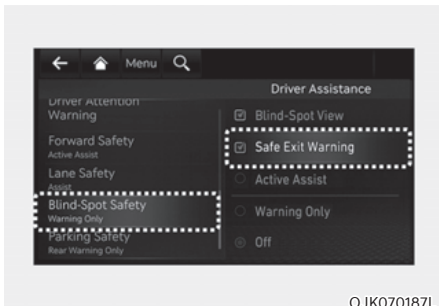 Menu
Driver Assistance
Driver Attention
Warning
Forward Safety
Active Assist
Lane Safety
Assist
Blind-Spot Safety
Warning Only
Parking Safety
Rear Warning Only
Blind-Spot View
Safe Exit Warning
Active Assist
Warning Only
Off
OJK070187L